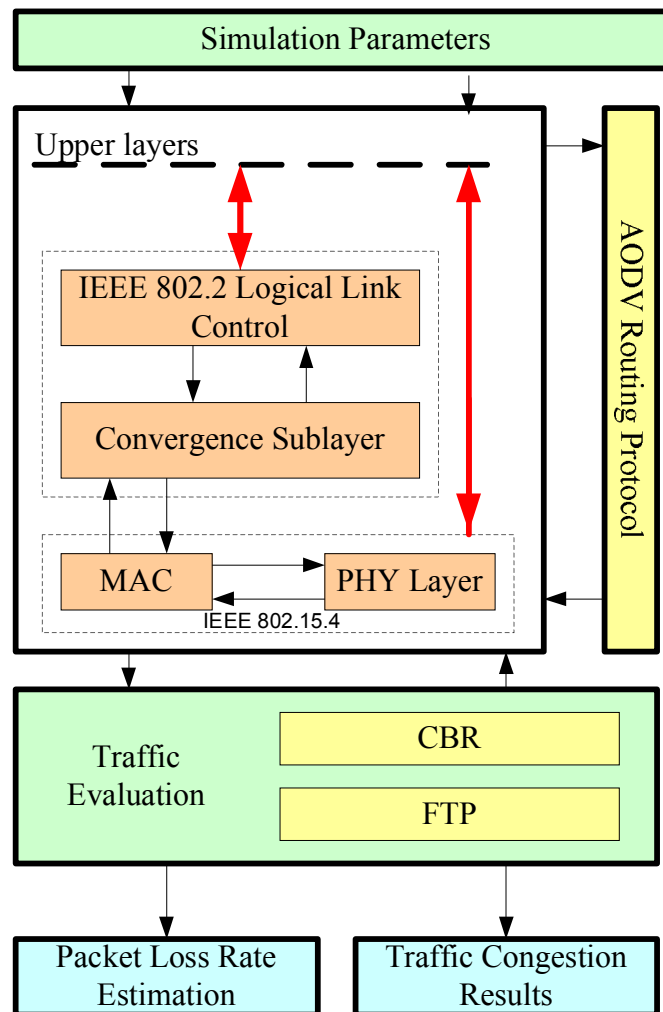 Simulation Parameters
Upper layers
IEEE 802.2 Logical Link
Control
Convergence Sublayer
MAC
PHY Layer
IEEE 802.15.4
AODV Routing Protocol
Traffic
Evaluation
CBR
FTP
Packet Loss Rate
Estimation
Traffic Congestion
Results